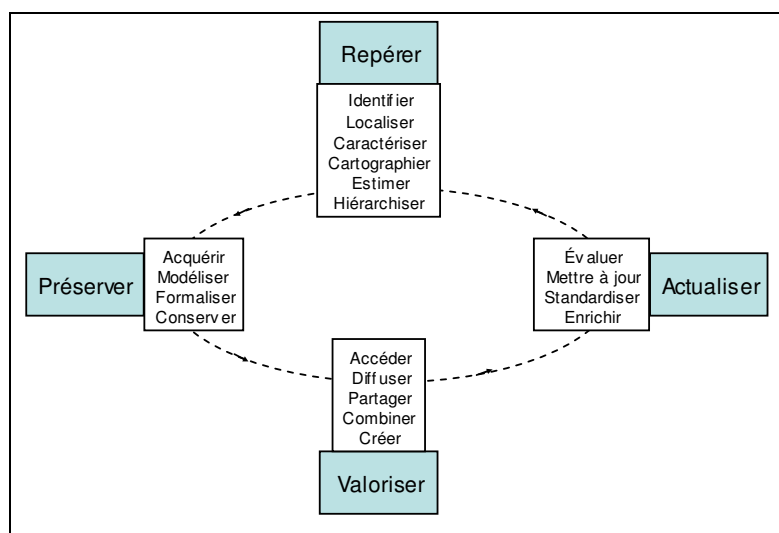 Repérer
Identifier
Localiser
Caractériser
Cartographier
Estimer
Hiérarchiser
Préserver
Acquérir
Modéliser
Formaliser
Conserver
Évaluer
Mettre à jour
Standardiser
Enrichir
Actualiser
Accéder
Diffuser
Partager
Combiner
Créer
Valoriser